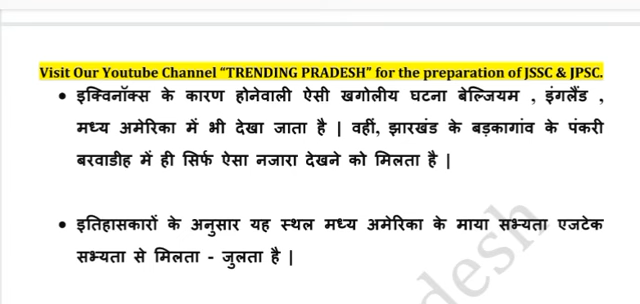 Visit Our Youtube Channel “TRENDING PRADESH” for the preparation of JSSC & JPSC.
• इक्विनॉक्स के कारण होनेवाली ऐसी खगोलीय घटना बेल्जियम , इंगलैंड ,
मध्य अमेरिका में भी देखा जाता है | वहीं, झारखंड के बड़कागांव के पंकरी
बरवाडीह में ही सिर्फ ऐसा नजारा देखने को मिलता है |
• इतिहासकारों के अनुसार यह स्थल मध्य अमेरिका के माया सभ्यता एजटेक
सभ्यता से मिलता - जुलता है |
desh